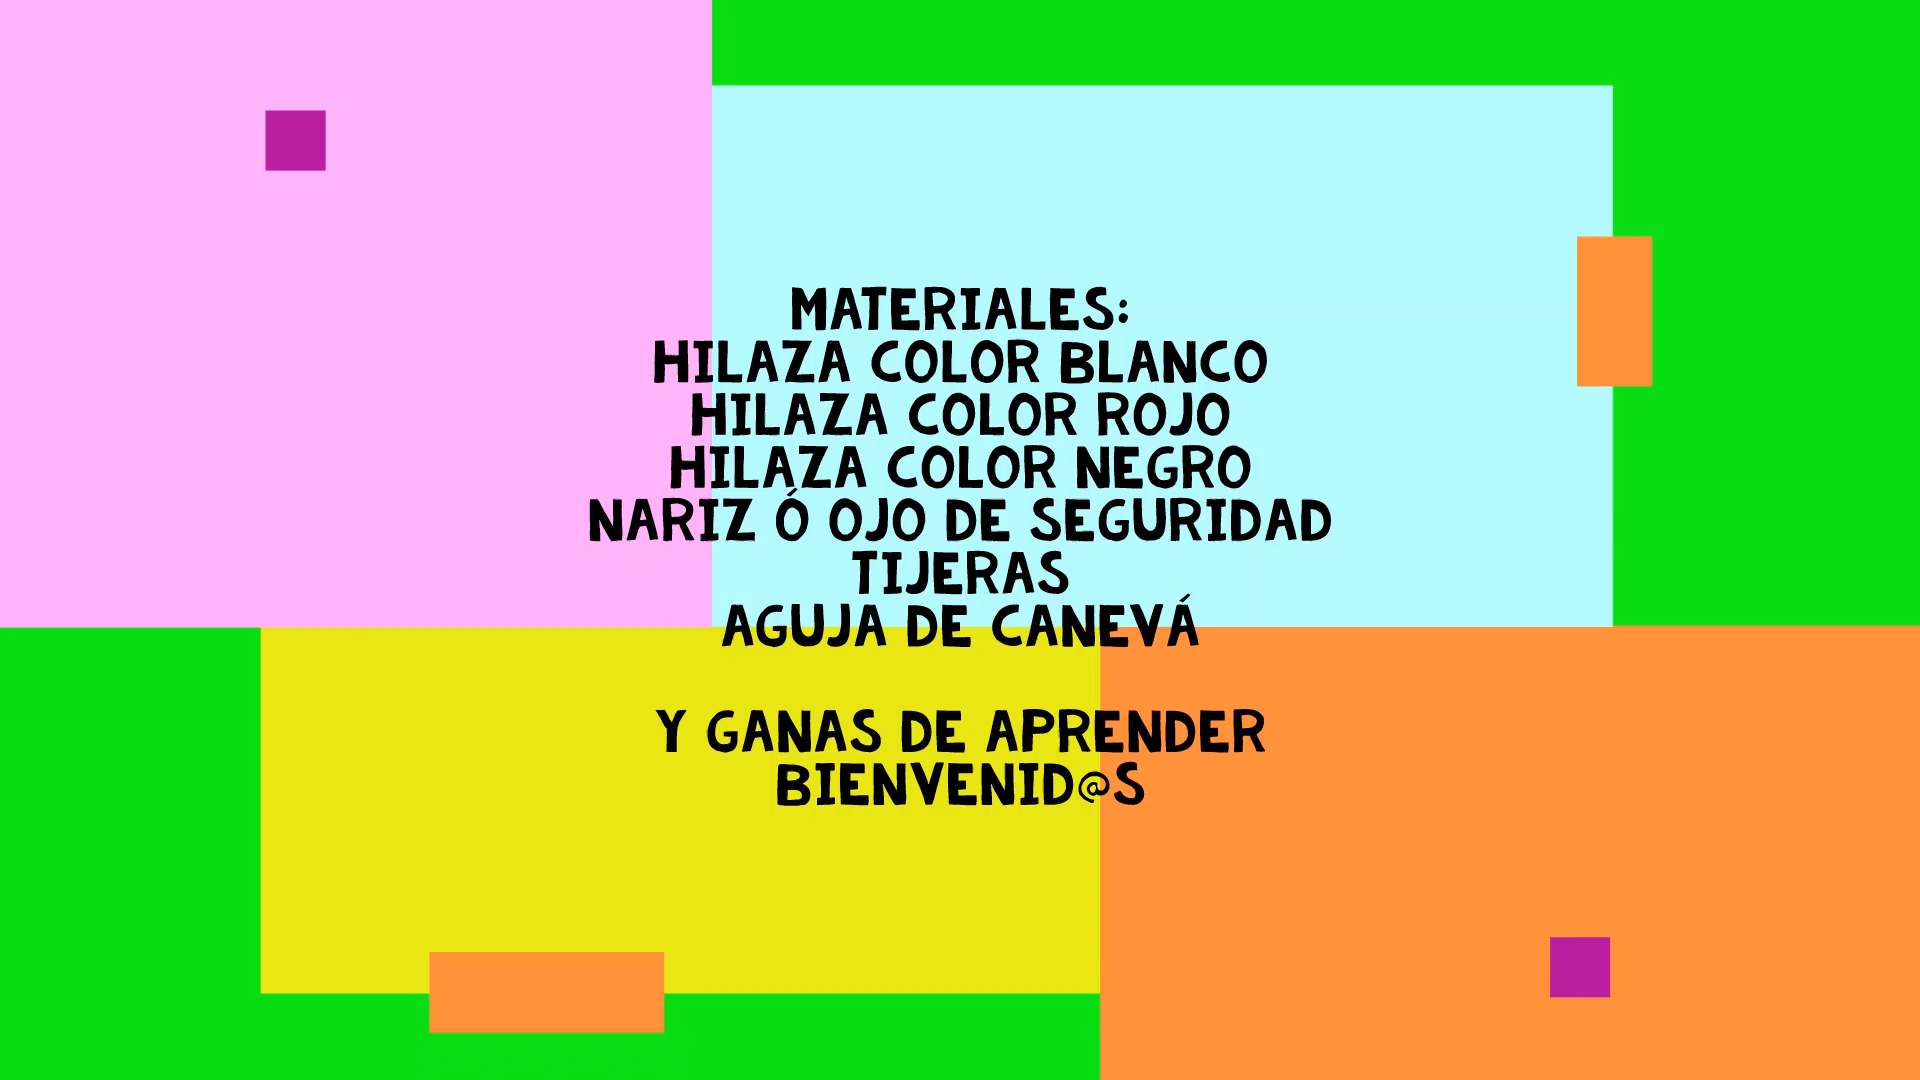 MATERIALES:
HILAZA COLOR BLANCO
HILAZA COLOR ROJO
HILAZA COLOR NEGRO
NARIZ Ó OJO DE SEGURIDAD
TIJERAS
AGUJA DE CANEVÁ
Y GANAS DE APRENDER
BIENVENID@S